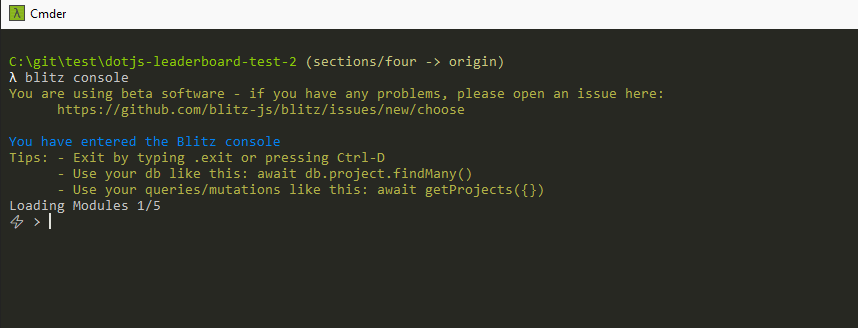 λ Cmder
C:\git\test\dotjs-leaderboard-test-2 (sections/four -> origin)
λ blitz console
You are using beta software - if you have any problems, please open an issue here:
https://github.com/blitz-js/blitz/issues/new/choose
You have entered the Blitz console
Tips: - Exit by typing .exit or pressing Ctrl-D
- Use your db like this: await db.project.findMany()
- Use your queries/mutations like this: await getProjects({})
Loading Modules 1/5
⚡ >